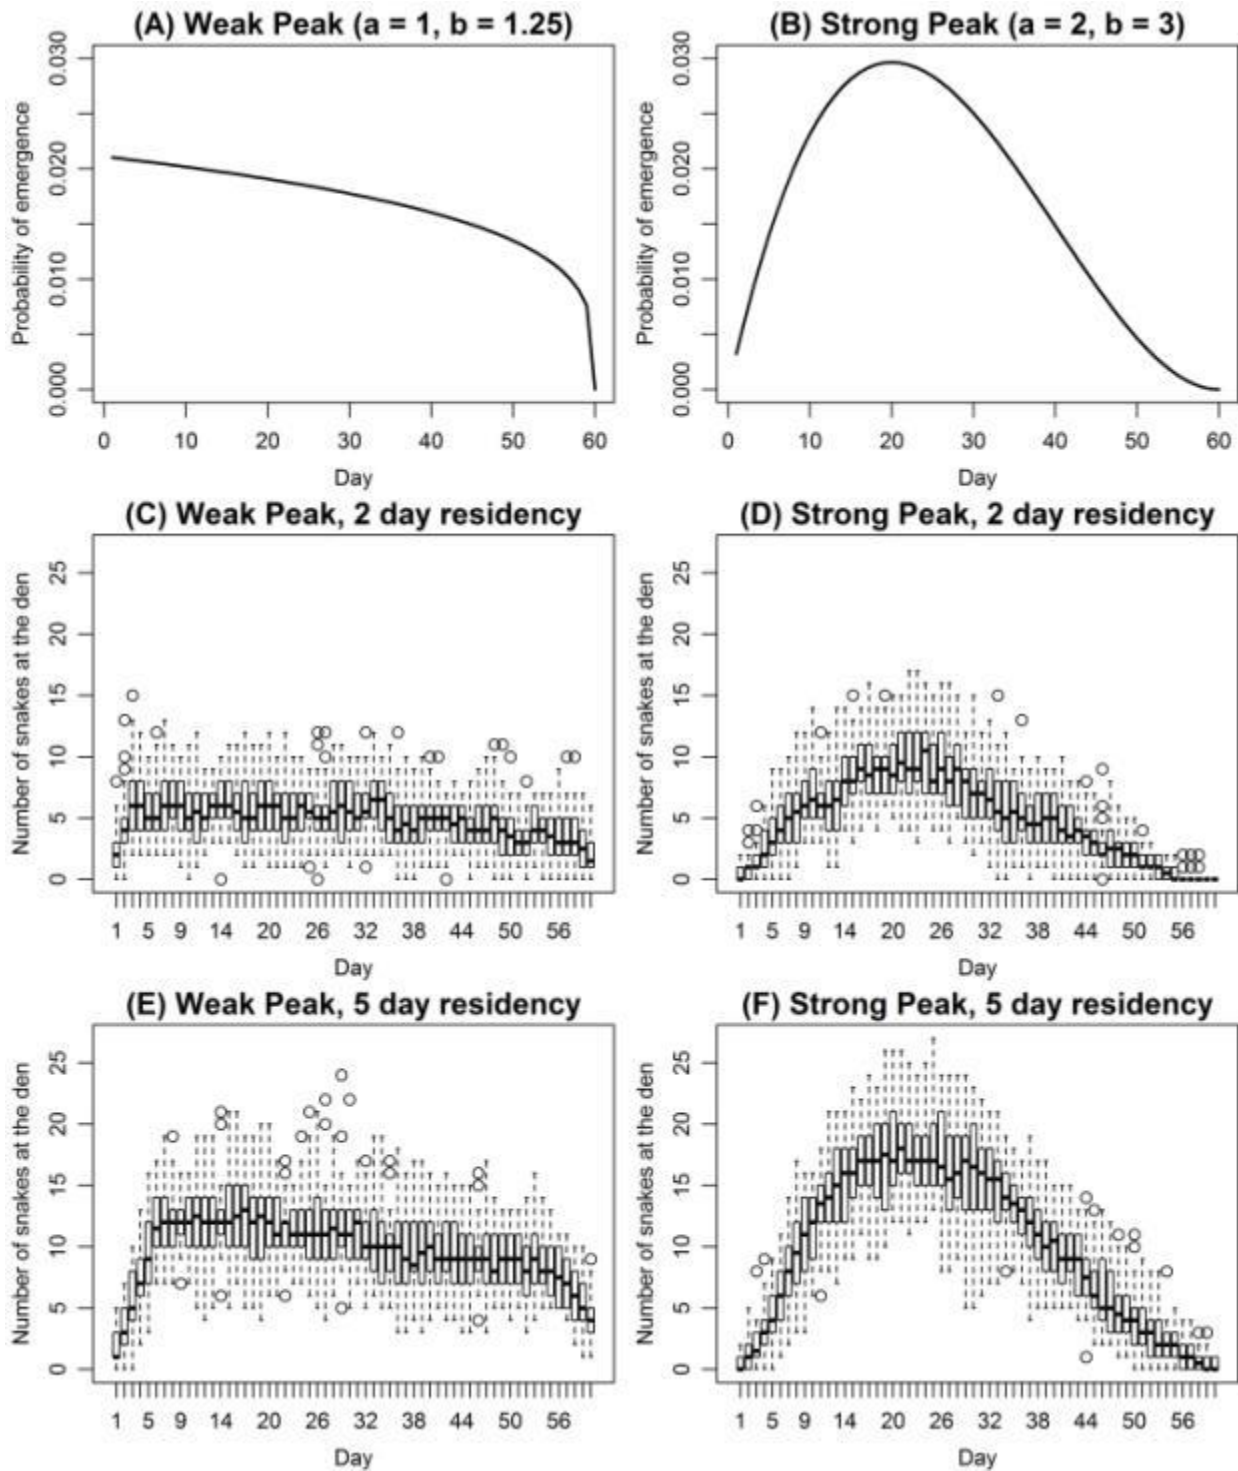 (A) Weak Peak (a = 1, b = 1.25)
Probability of emergence
0.030
0.020
0.010
0.000
0 10 20 30 40 50 60
Day
(B) Strong Peak (a = 2, b = 3)
Probability of emergence
0.030
0.020
0.010
0.000
0 10 20 30 40 50 60
Day
(C) Weak Peak, 2 day residency
Number of snakes at the den
25
20
15
10
5
0
1 5 9 14 20 26 32 38 44 50 56
Day
(D) Strong Peak, 2 day residency
Number of snakes at the den
25
20
15
10
5
0
1 5 9 14 20 26 32 38 44 50 56
Day
(E) Weak Peak, 5 day residency
Number of snakes at the den
25
20
15
10
5
0
1 5 9 14 20 26 32 38 44 50 56
Day
(F) Strong Peak, 5 day residency
Number of snakes at the den
25
20
15
10
5
0
1 5 9 14 20 26 32 38 44 50 56
Day